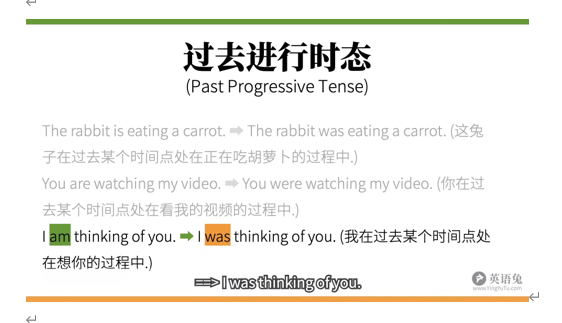 过去进行时态
(Past Progressive Tense)
The rabbit is eating a carrot. ➡ The rabbit was eating a carrot. (这兔
子在过去某个时间点处在正在吃胡萝卜的过程中.)
You are watching my video. ➡ You were watching my video. (你在过
去某个时间点处在看我的视频的过程中.)
I am thinking of you. ➡ I was thinking of you. (我在过去某个时间点处
在想你的过程中.)
==> I was thinking of you.
英语兔
www.YingYuTu.com